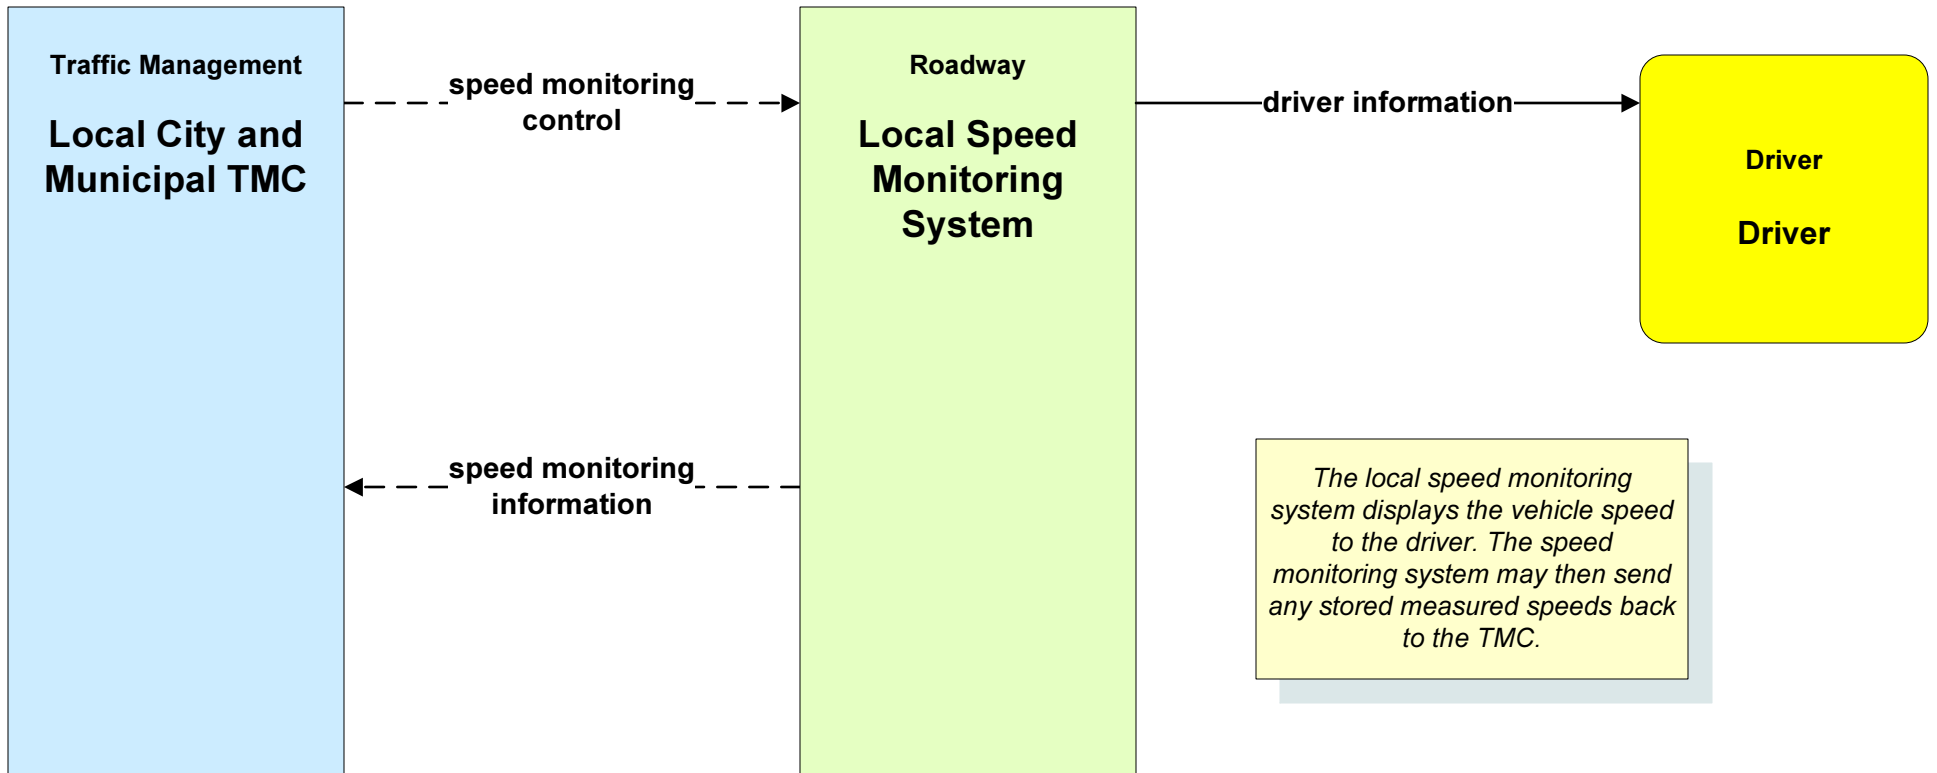 Traffic Management
Local City and
Municipal TMC
speed monitoring
control
Roadway
Local Speed
Monitoring
System
driver information
Driver
Driver
speed monitoring
information
The local speed monitoring
system displays the vehicle speed
to the driver. The speed
monitoring system may then send
any stored measured speeds back
to the TMC.